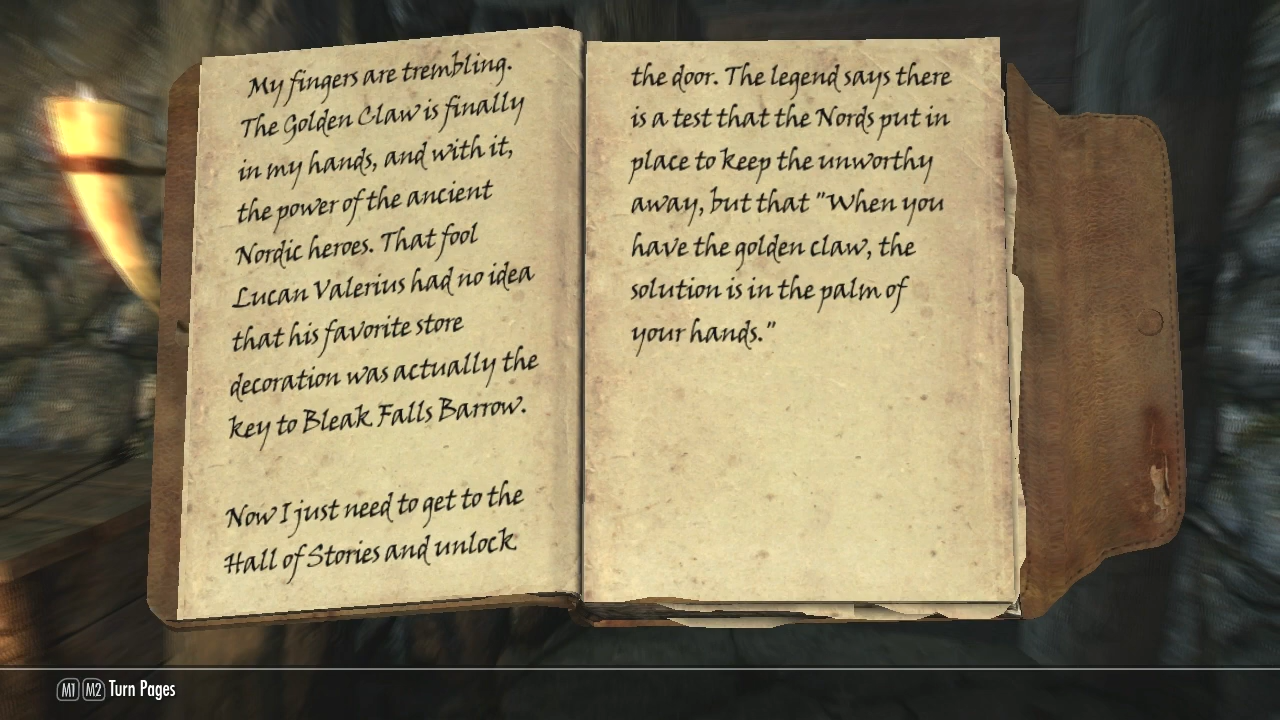 My fingers are trembling.
The Golden Claw is finally
in my hands, and with it,
the power of the ancient
Nordic heroes. That fool
Lucan Valerius had no idea
that his favorite store
decoration was actually the
key to Bleak Falls Barrow.
Now I just need to get to the
Hall of Stories and unlock
the door. The legend says there
is a test that the Nords put in
place to keep the unworthy
away, but that "When you
have the golden claw, the
solution is in the palm of
your hands."
M1 M2 Turn Pages